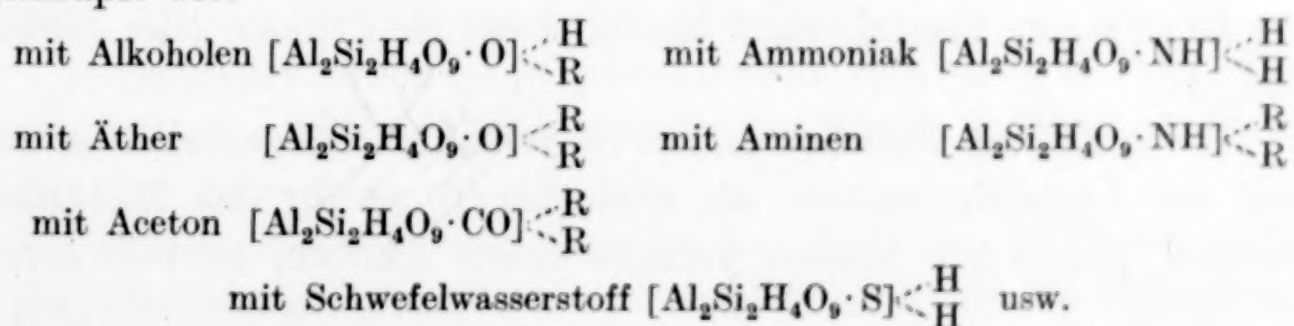 mit Alkoholen [Al₂Si₂H₄O₉·O]<H R mit Ammoniak [Al₂Si₂H₄O₉·NH]<H H
mit Äther [Al₂Si₂H₄O₉·O]<R R mit Aminen [Al₂Si₂H₄O₉·NH]<R R
mit Aceton [Al₂Si₂H₄O₉·CO]<R R
mit Schwefelwasserstoff [Al₂Si₂H₄O₉·S]<H H usw.